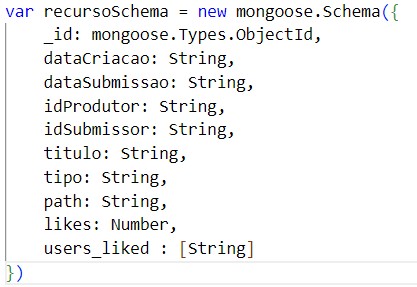 var recursoSchema = new mongoose.Schema({
    _id: mongoose.Types.ObjectId,
    dataCriacao: String,
    dataSubmissao: String,
    idProdutor: String,
    idSubmissor: String,
    titulo: String,
    tipo: String,
    path: String,
    likes: Number,
    users_liked : [String]
})